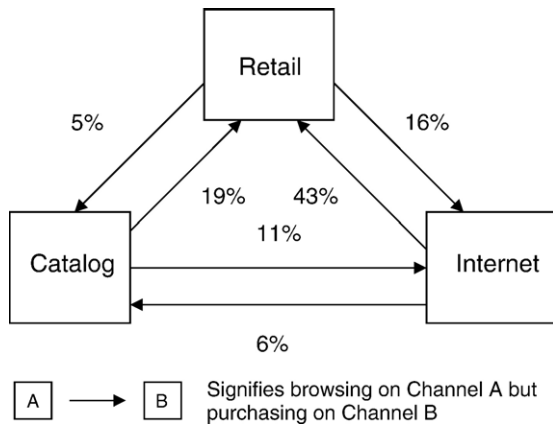 Retail
5%
16%
19%
43%
11%
Catalog
Internet
6%
A
B
Signifies browsing on Channel A but
purchasing on Channel B